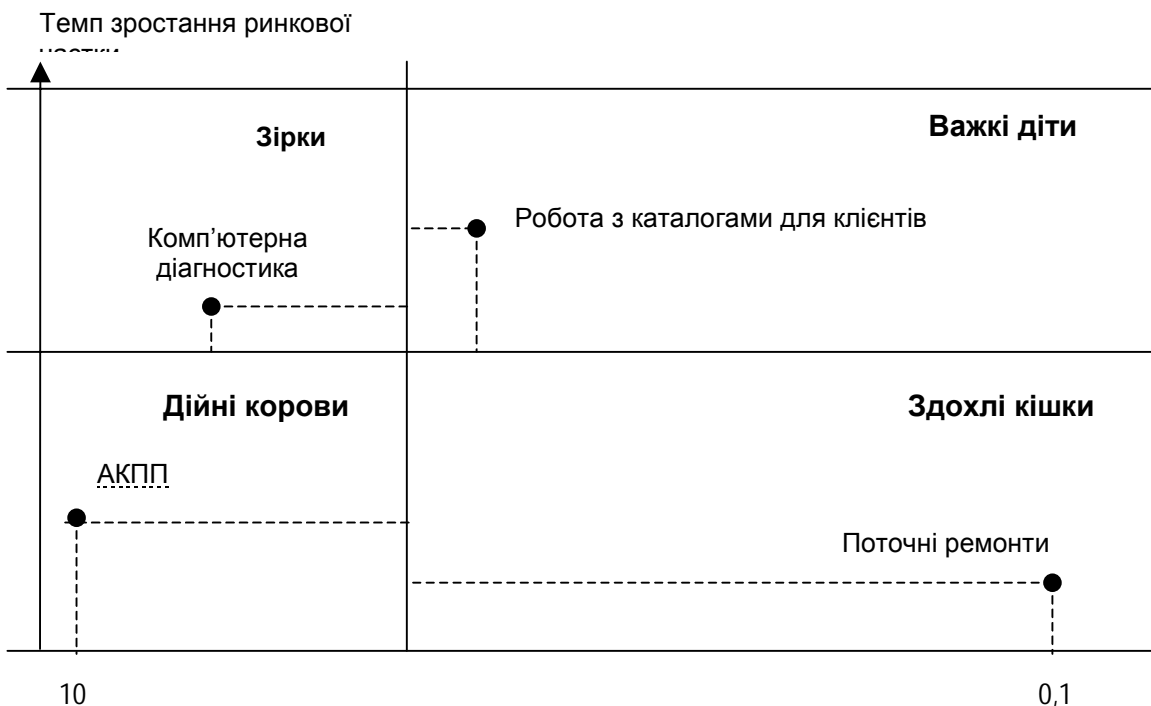 Темп зростання ринкової
Зірки
Важкі діти
Робота з каталогами для клієнтів
Комп’ютерна
діагностика
Дійні корови
Здохлі кішки
АКПП
Поточні ремонти
10
0,1